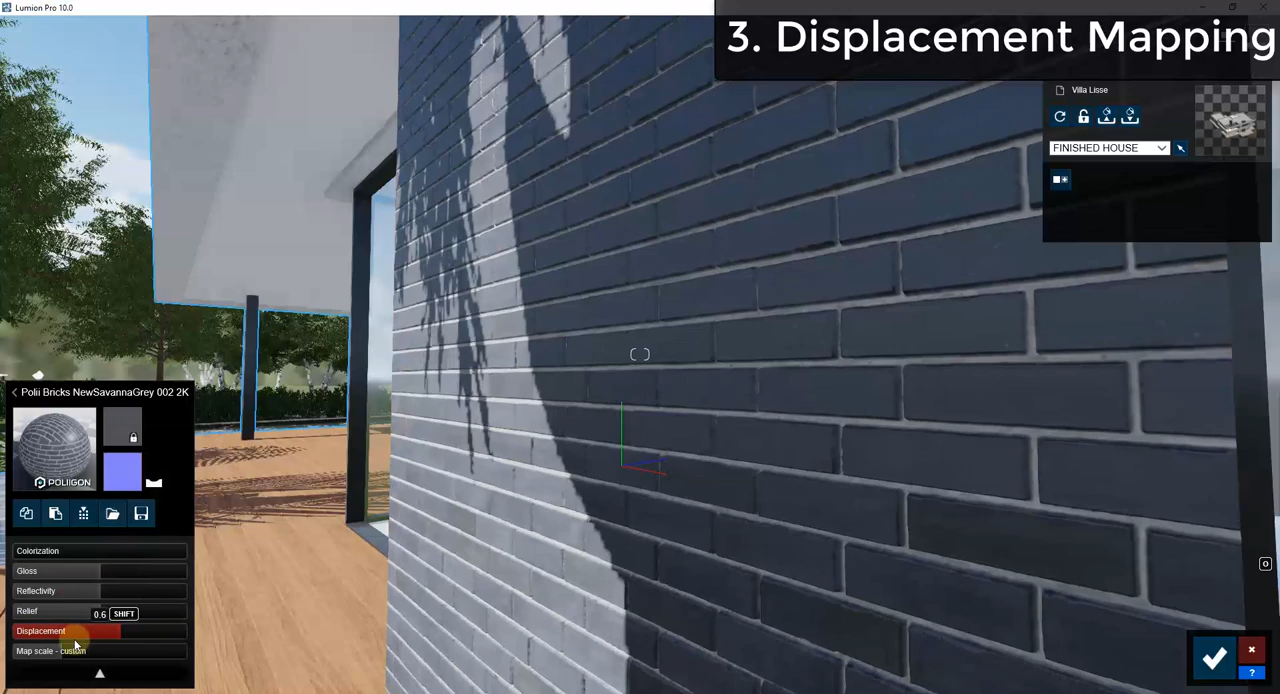 Lumion Pro 10.0
3. Displacement Mapping
Villa Lisse
FINISHED HOUSE
Polii Bricks NewSavannaGrey 002 2K
POLIIGON
Colorization
Gloss
Reflectivity
Relief
0.6 SHIFT
Displacement
Map scale - custom
O
?